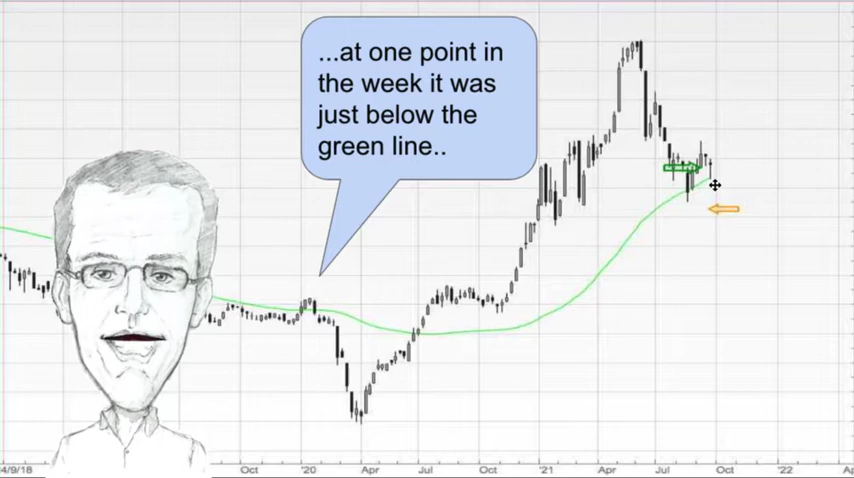 ...at one point in
the week it was
just below the
green line..
4/9/18
Oct
'20
Apr
Jul
Oct
'21
Apr
Jul
Oct
'22
Ap